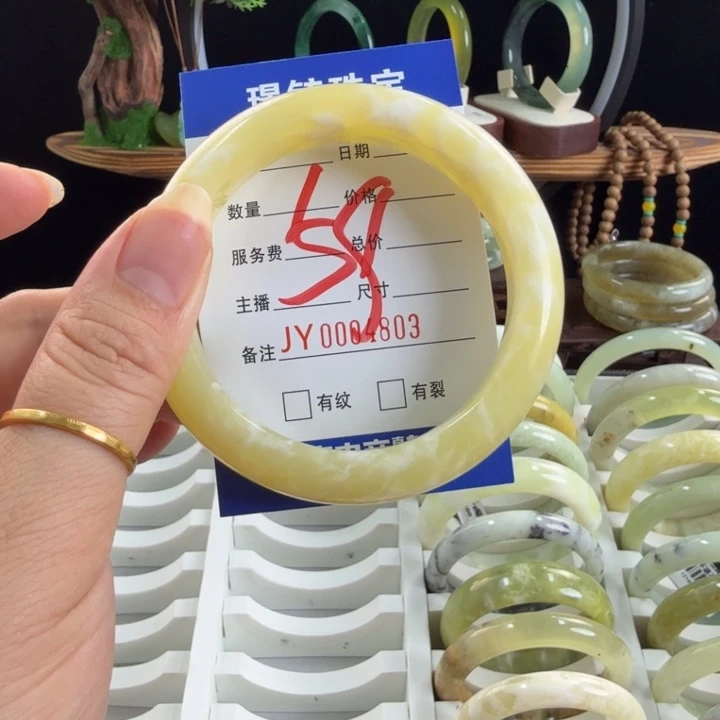 日期
数量 价格
59
服务费 总价
主播 尺寸
备注 JY0004803
有纹 有裂